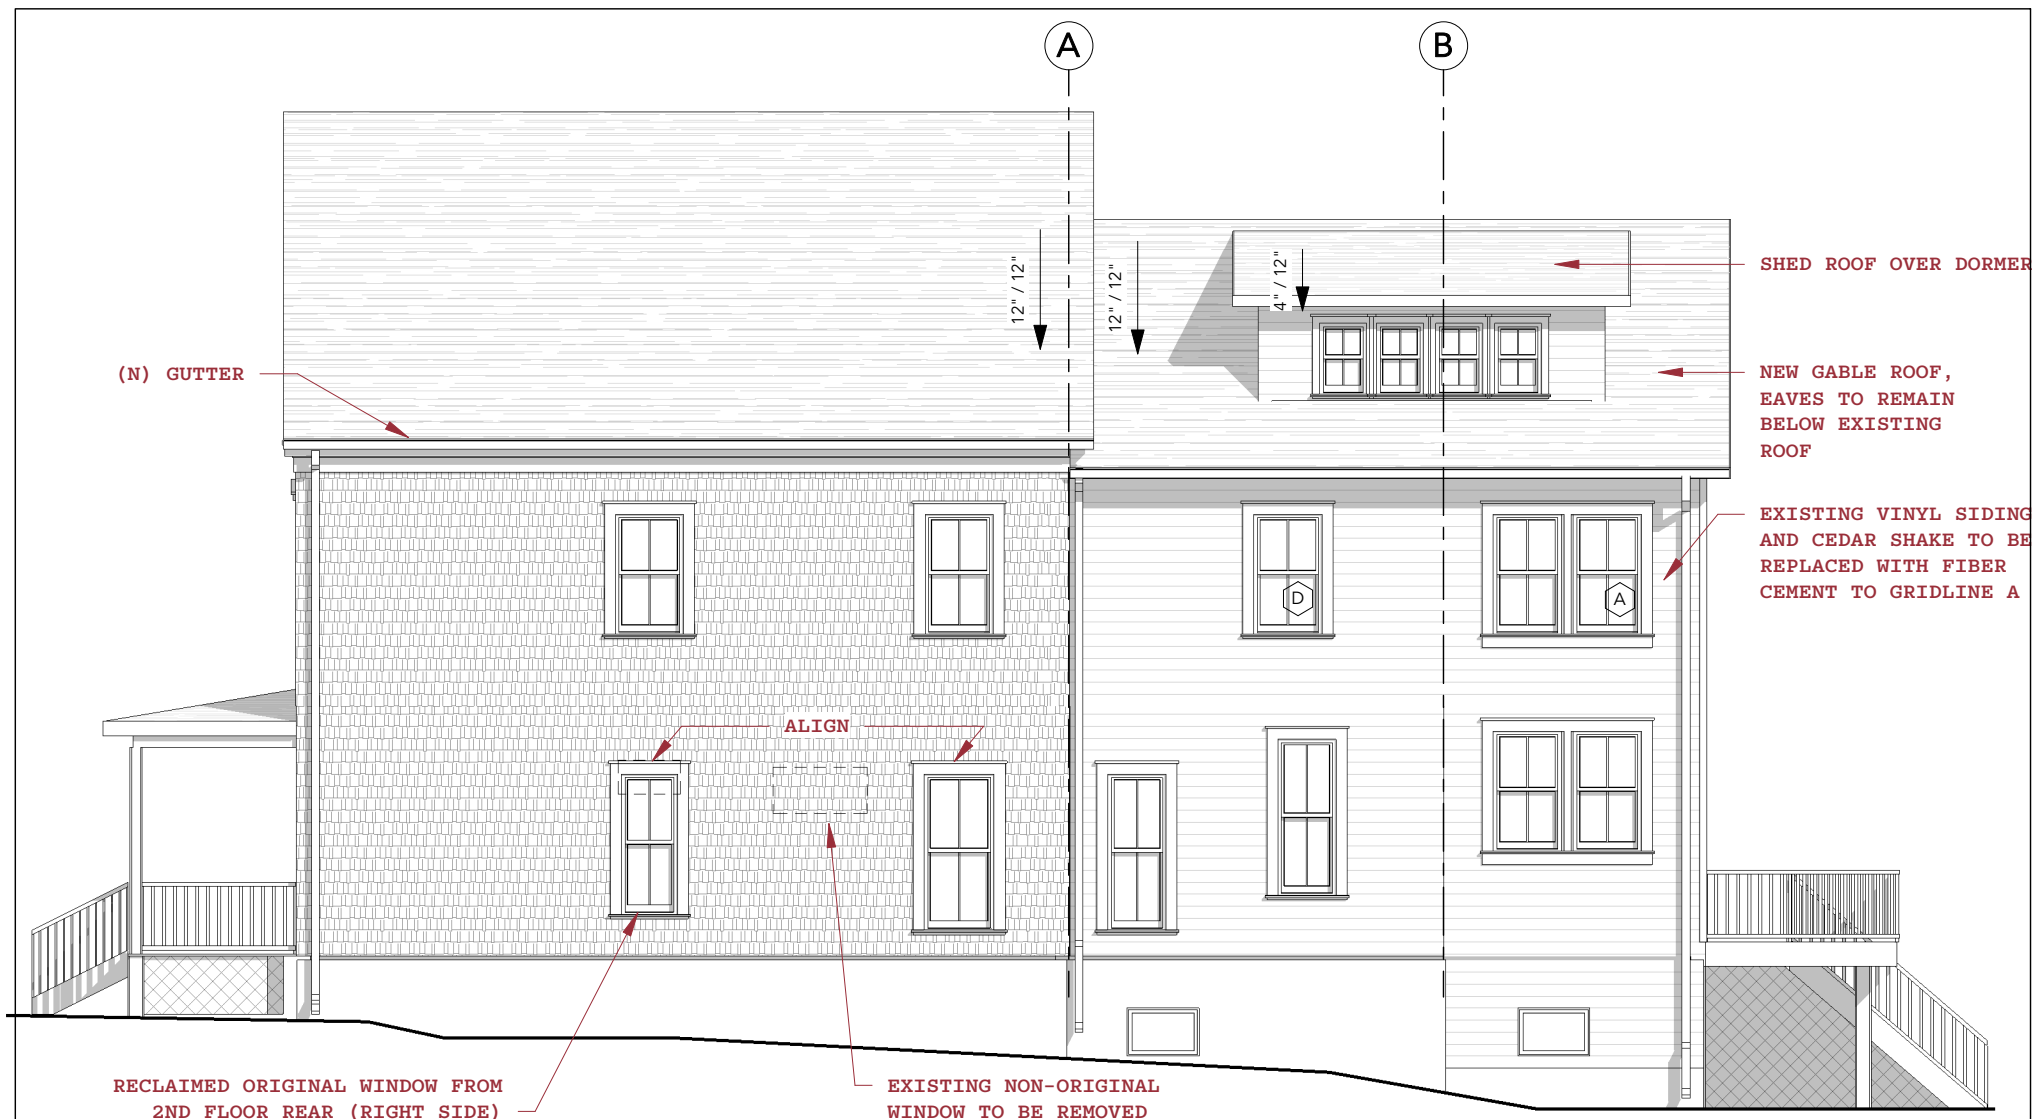 A
B
12" / 12"
12" / 12"
4" / 12"
SHED ROOF OVER DORMER
(N) GUTTER
NEW GABLE ROOF,
EAVES TO REMAIN
BELOW EXISTING
ROOF
EXISTING VINYL SIDING
AND CEDAR SHAKE TO BE
REPLACED WITH FIBER
CEMENT TO GRIDLINE A
D
A
ALIGN
RECLAIMED ORIGINAL WINDOW FROM
2ND FLOOR REAR (RIGHT SIDE)
EXISTING NON-ORIGINAL
WINDOW TO BE REMOVED